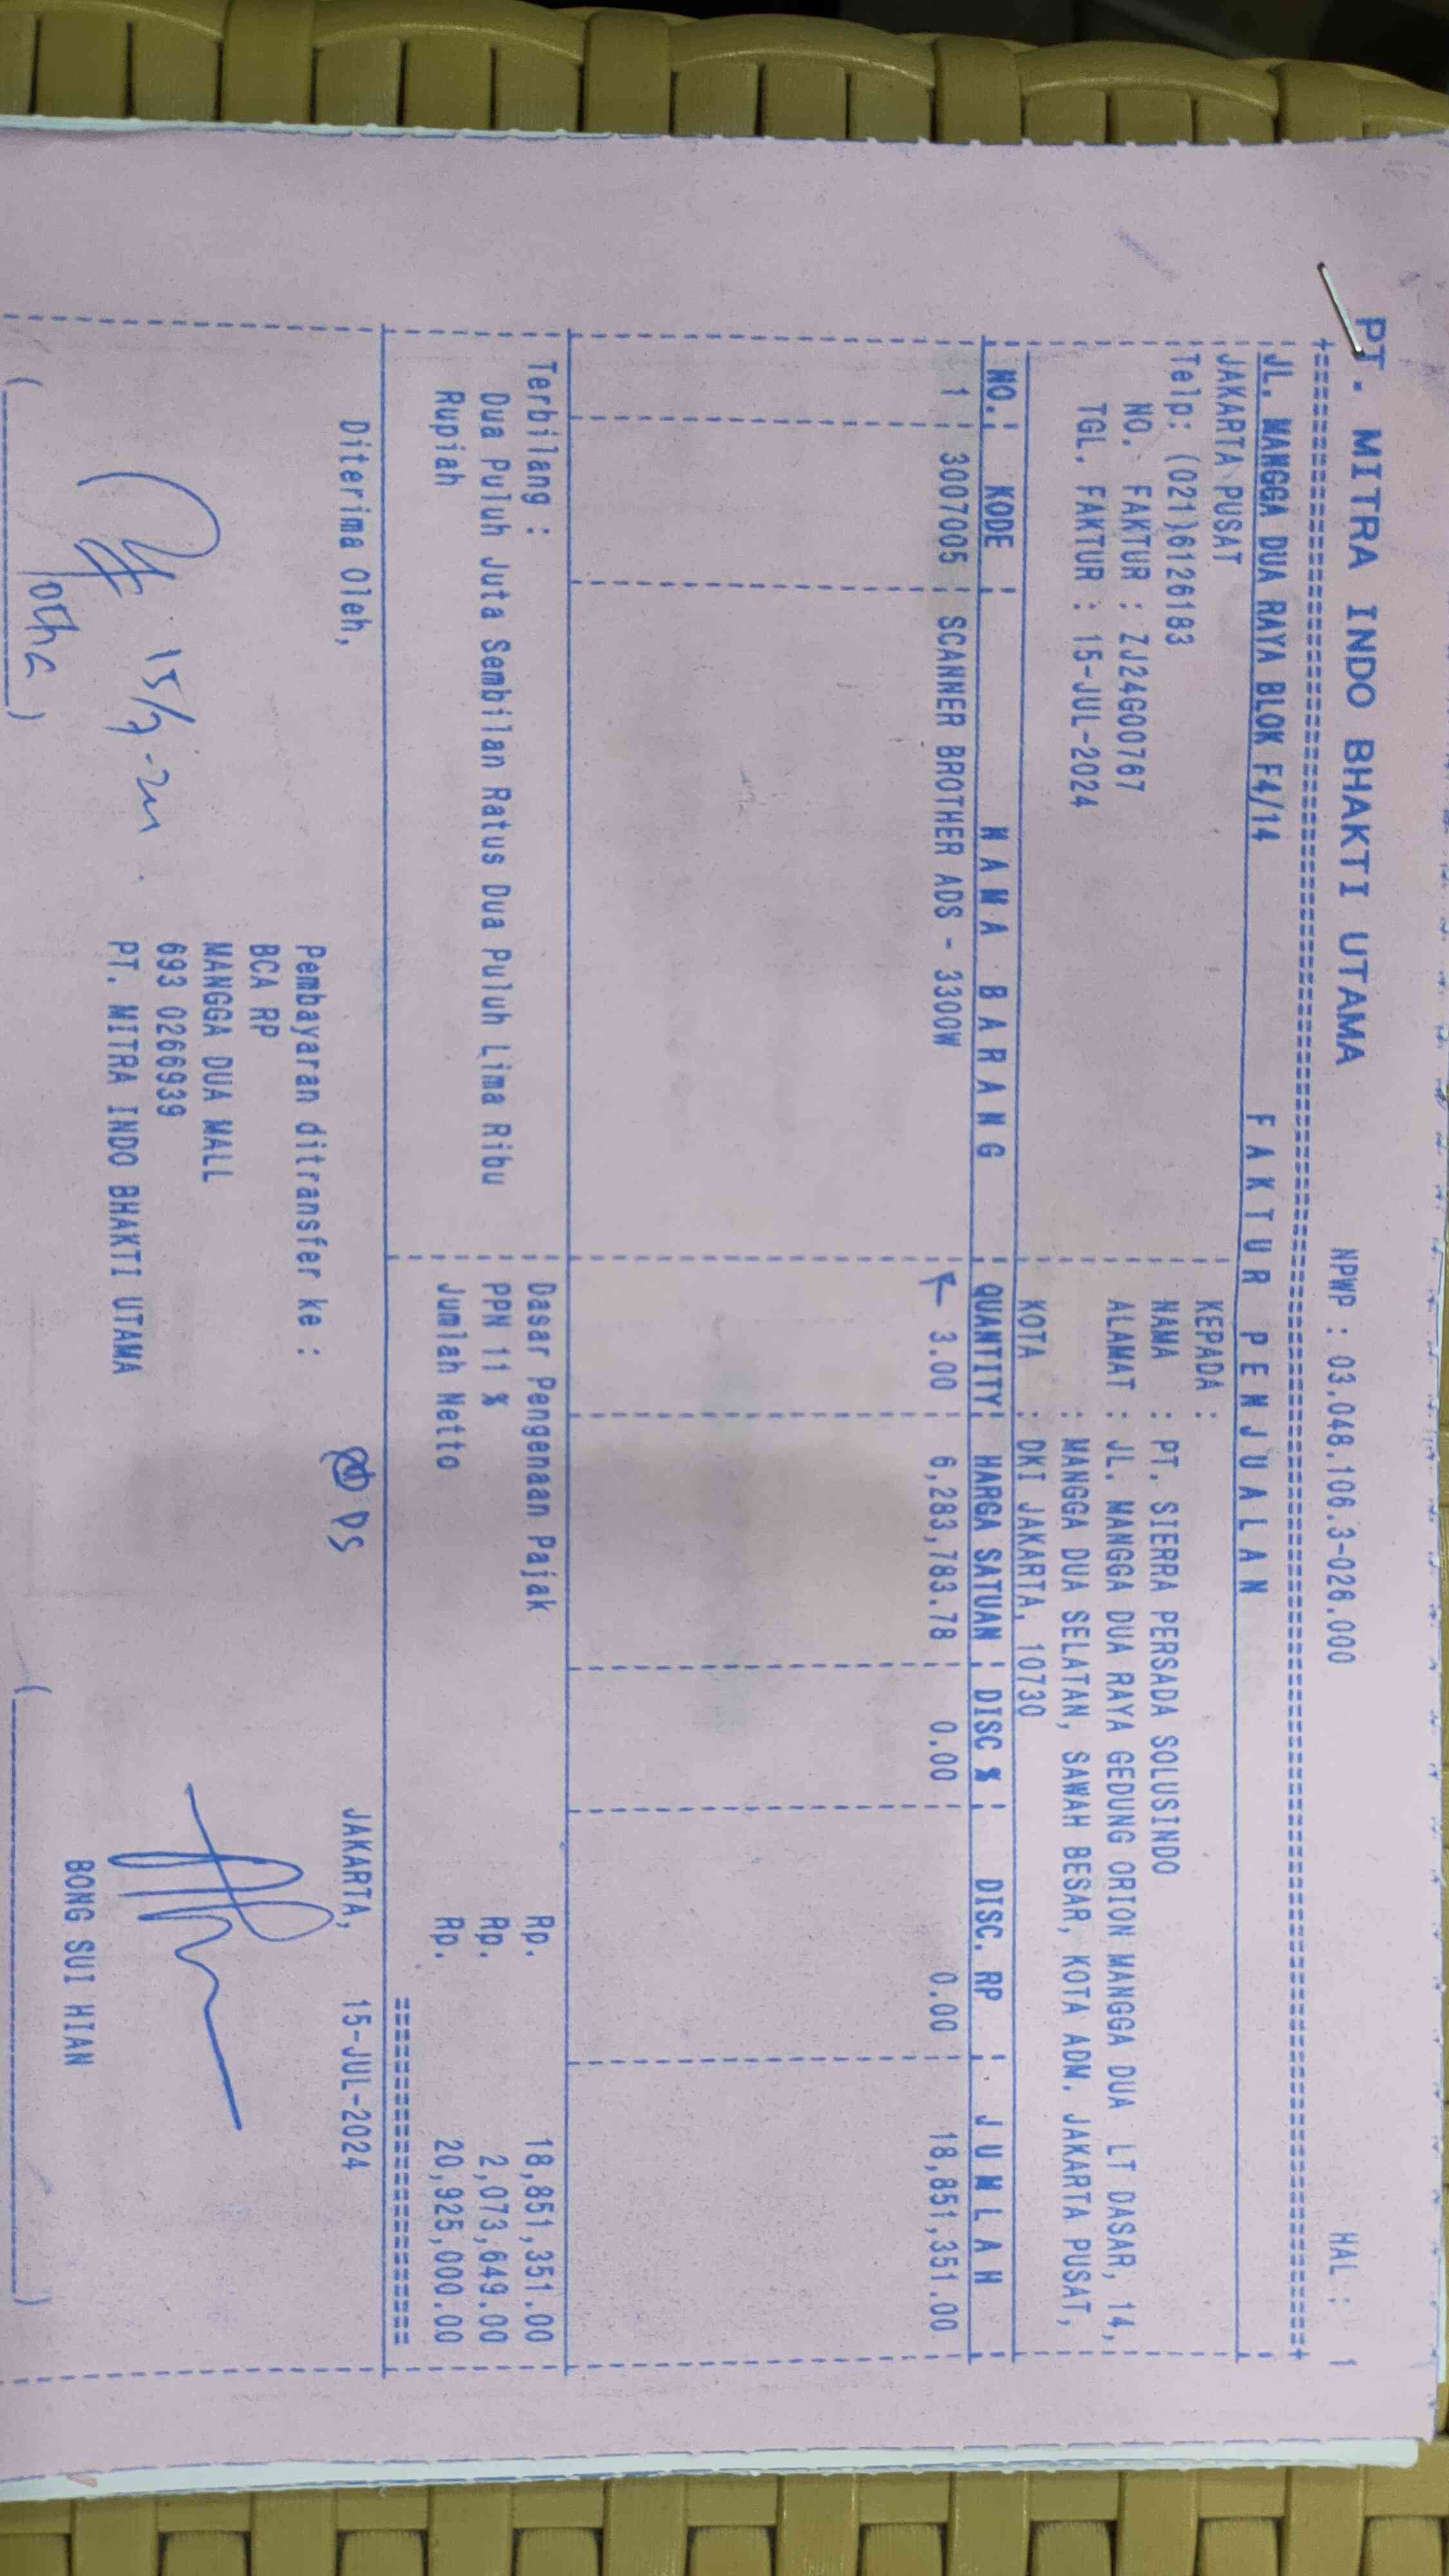 PT. MITRA INDO BHAKTI UTAMA NPWP : 03.048.106.3-026.000 HAL : 1
JL. MANGGA DUA RAYA BLOK F4/14 FAKTUR PENJUALAN
JAKARTA PUSAT KEPADA :
Telp: (021)6126183 NAMA : PT. SIERRA PERSADA SOLUSINDO
NO. FAKTUR : ZJ24G00767 ALAMAT : JL. MANGGA DUA RAYA GEDUNG ORION MANGGA DUA LT DASAR, 14,
TGL. FAKTUR : 15-JUL-2024 : MANGGA DUA SELATAN, SAWAH BESAR, KOTA ADM. JAKARTA PUSAT,
KOTA : DKI JAKARTA, 10730
NO. KODE NAMA BARANG QUANTITY HARGA SATUAN DISC % DISC. RP JUMLAH
1 3007005 SCANNER BROTHER ADS - 3300W 3.00 6,283,783.78 0.00 0.00 18,851,351.00
Terbilang : Dasar Pengenaan Pajak Rp. 18,851,351.00
Dua Puluh Juta Sembilan Ratus Dua Puluh Lima Ribu PPN 11 % Rp. 2,073,649.00
Rupiah Jumlah Netto Rp. 20,925,000.00
Diterima Oleh, DS JAKARTA, 15-JUL-2024
Pembayaran ditransfer ke :
BCA RP
MANGGA DUA MALL
693 0266939
PT. MITRA INDO BHAKTI UTAMA
BONG SUI HIAN